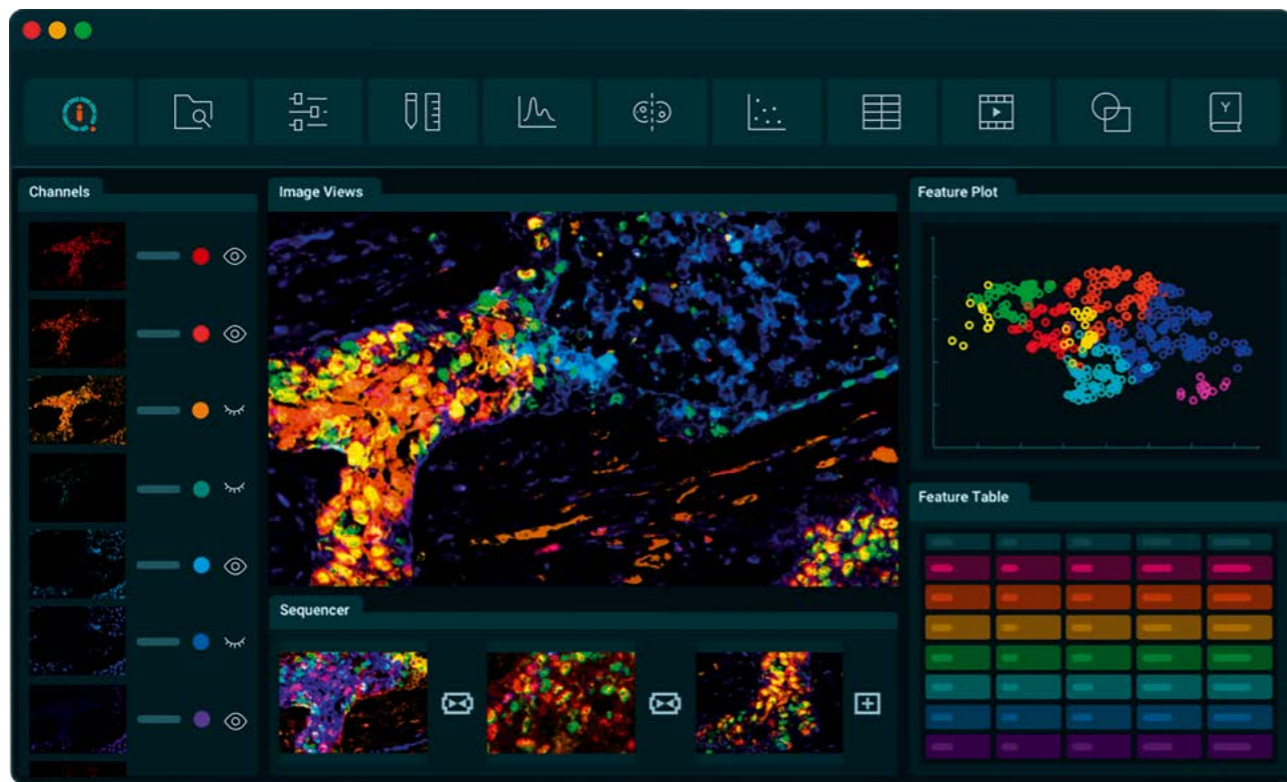 Y
Channels
Image Views
Feature Plot
Feature Table
Sequencer